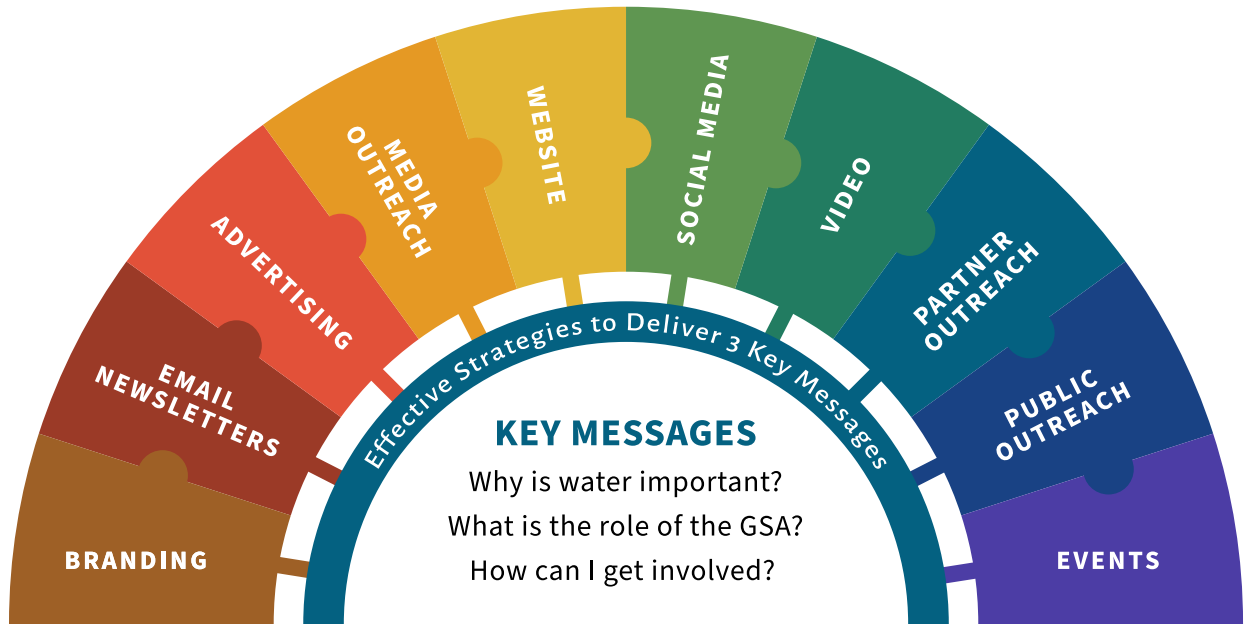 BRANDING
EMAIL
NEWSLETTERS
ADVERTISING
MEDIA
OUTREACH
WEBSITE
SOCIAL MEDIA
VIDEO
PARTNER
OUTREACH
PUBLIC
OUTREACH
EVENTS
Effective Strategies to Deliver 3 Key Messages
KEY MESSAGES
Why is water important?
What is the role of the GSA?
How can I get involved?